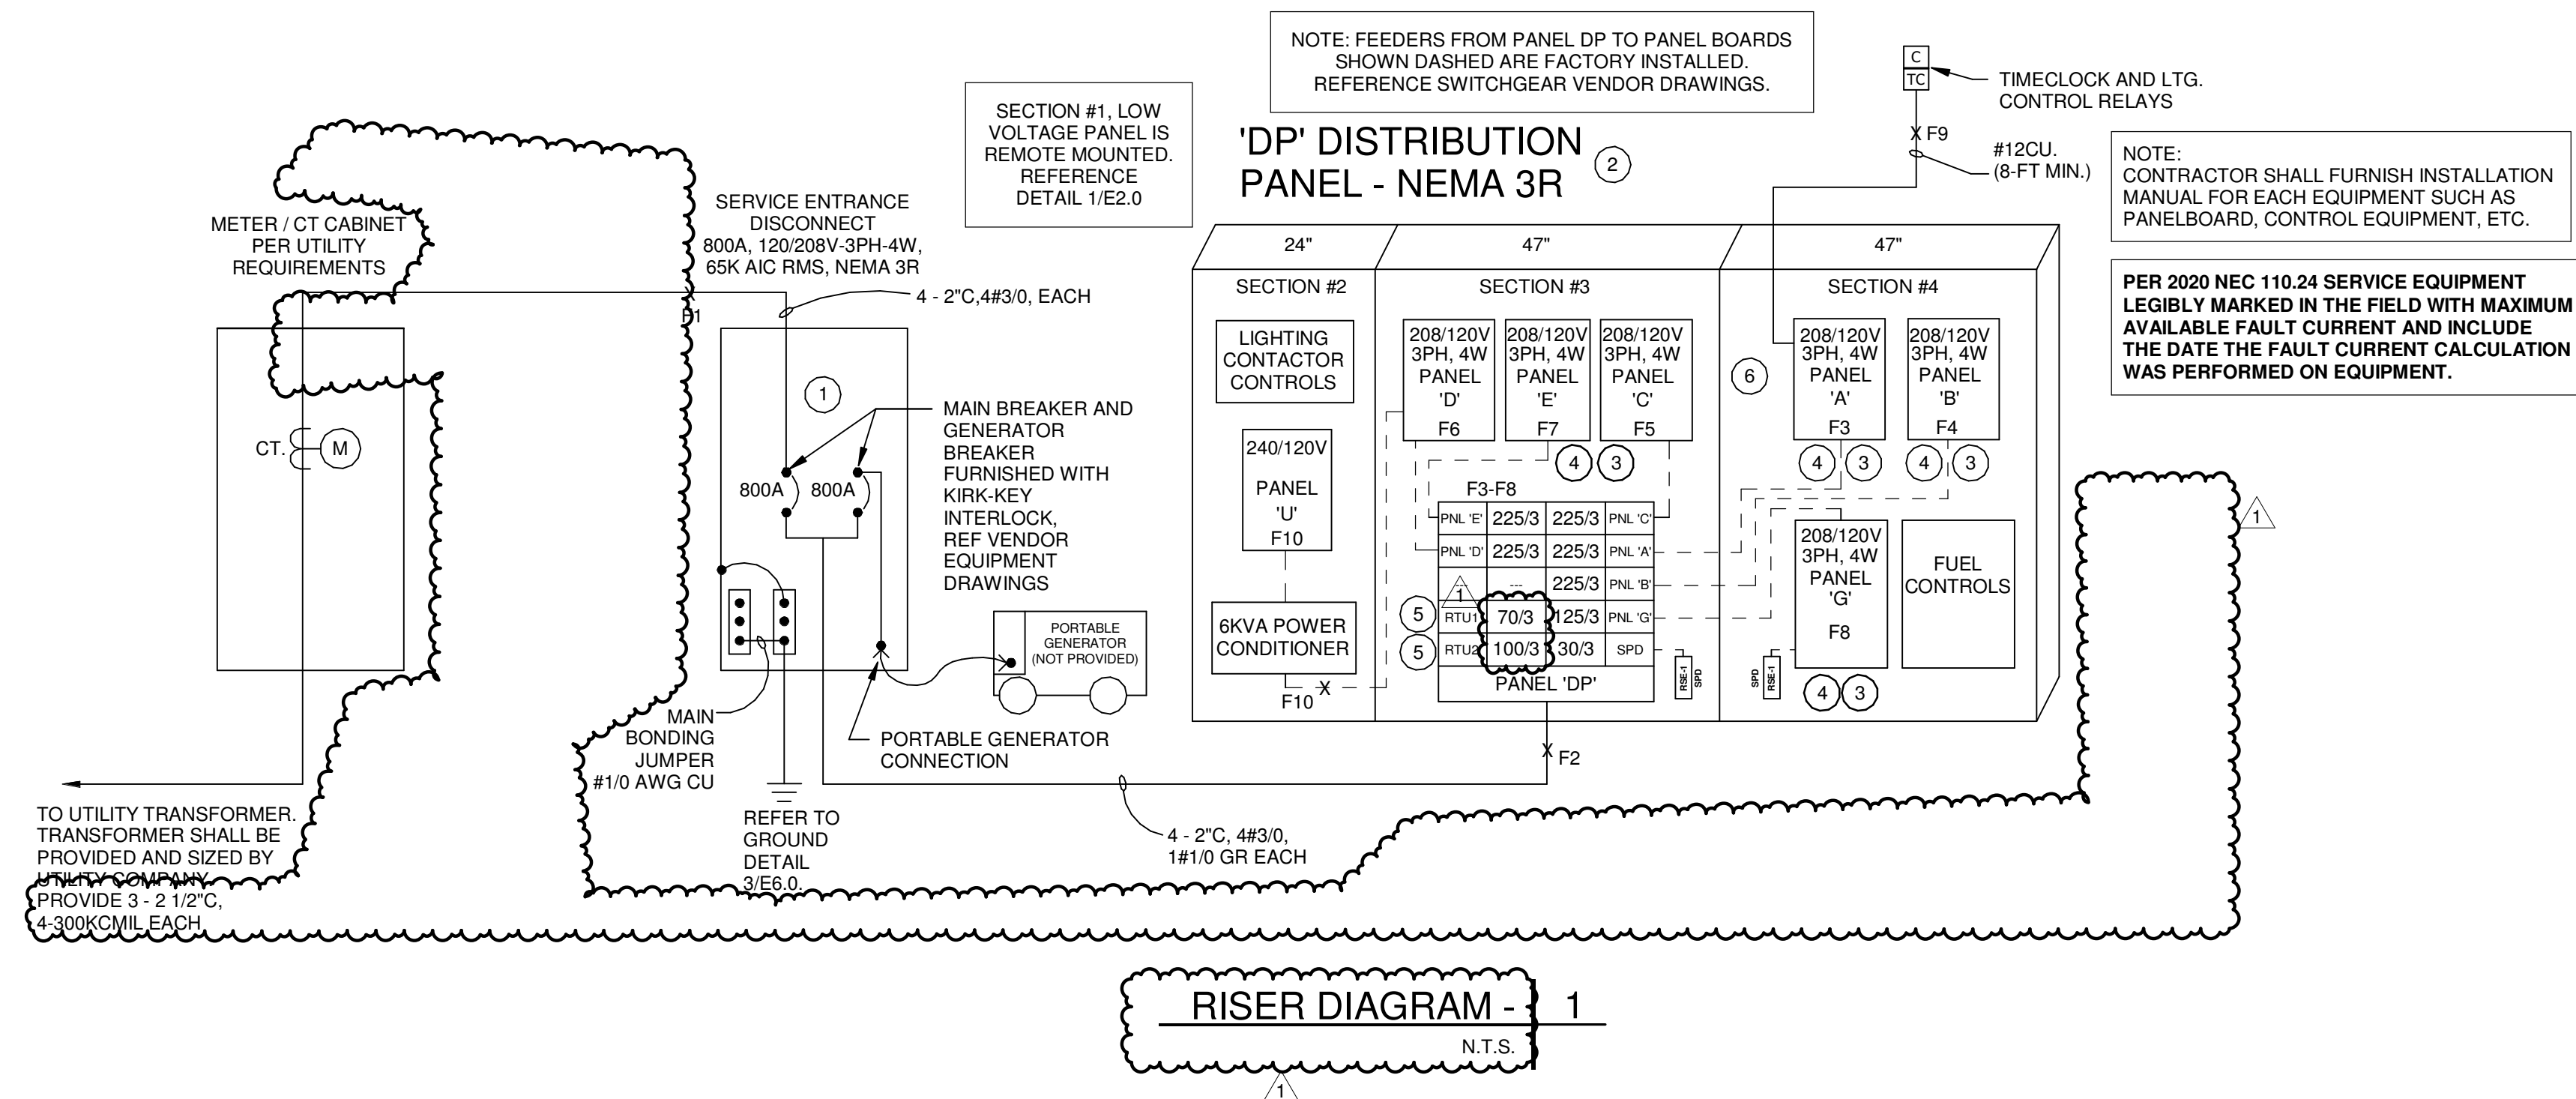 NOTE: FEEDERS FROM PANEL DP TO PANEL BOARDS
SHOWN DASHED ARE FACTORY INSTALLED.
REFERENCE SWITCHGEAR VENDOR DRAWINGS.
C
TC
TIMECLOCK AND LTG.
CONTROL RELAYS
F9
#12CU.
(8-FT MIN.)
SECTION #1, LOW
VOLTAGE PANEL IS
REMOTE MOUNTED.
REFERENCE
DETAIL 1/E2.0
'DP' DISTRIBUTION
PANEL - NEMA 3R
2
NOTE:
CONTRACTOR SHALL FURNISH INSTALLATION
MANUAL FOR EACH EQUIPMENT SUCH AS
PANELBOARD, CONTROL EQUIPMENT, ETC.
PER 2020 NEC 110.24 SERVICE EQUIPMENT
LEGIBLY MARKED IN THE FIELD WITH MAXIMUM
AVAILABLE FAULT CURRENT AND INCLUDE
THE DATE THE FAULT CURRENT CALCULATION
WAS PERFORMED ON EQUIPMENT.
METER / CT CABINET
PER UTILITY
REQUIREMENTS
CT.
M
TO UTILITY TRANSFORMER.
TRANSFORMER SHALL BE
PROVIDED AND SIZED BY
UTILITY COMPANY
PROVIDE 3 - 2 1/2"C,
4-300KCMIL EACH
SERVICE ENTRANCE
DISCONNECT
800A, 120/208V-3PH-4W,
65K AIC RMS, NEMA 3R
F1
4 - 2"C,4#3/0, EACH
1
MAIN BREAKER AND
GENERATOR
BREAKER
FURNISHED WITH
KIRK-KEY
INTERLOCK,
REF VENDOR
EQUIPMENT
DRAWINGS
800A
800A
PORTABLE
GENERATOR
(NOT PROVIDED)
MAIN
BONDING
JUMPER
#1/0 AWG CU
PORTABLE GENERATOR
CONNECTION
REFER TO
GROUND
DETAIL
3/E6.0.
4 - 2"C, 4#3/0,
1#1/0 GR EACH
F2
24"
47"
47"
SECTION #2
SECTION #3
SECTION #4
LIGHTING
CONTACTOR
CONTROLS
240/120V
PANEL
'U'
F10
6KVA POWER
CONDITIONER
F10
208/120V
3PH, 4W
PANEL
'D'
F6
208/120V
3PH, 4W
PANEL
'E'
F7
208/120V
3PH, 4W
PANEL
'C'
F5
4
3
F3-F8
PNL 'E' 225/3 225/3 PNL 'C'
PNL 'D' 225/3 225/3 PNL 'A'
--- --- 225/3 PNL 'B'
1
5
RTU1 70/3 125/3 PNL 'G'
5
RTU2 100/3 30/3 SPD
PANEL 'DP'
RSE-1
SPD
6
208/120V
3PH, 4W
PANEL
'A'
F3
208/120V
3PH, 4W
PANEL
'B'
F4
4
3
4
3
208/120V
3PH, 4W
PANEL
'G'
F8
FUEL
CONTROLS
SPD
RSE-1
4
3
1
RISER DIAGRAM - 1
N.T.S.
1